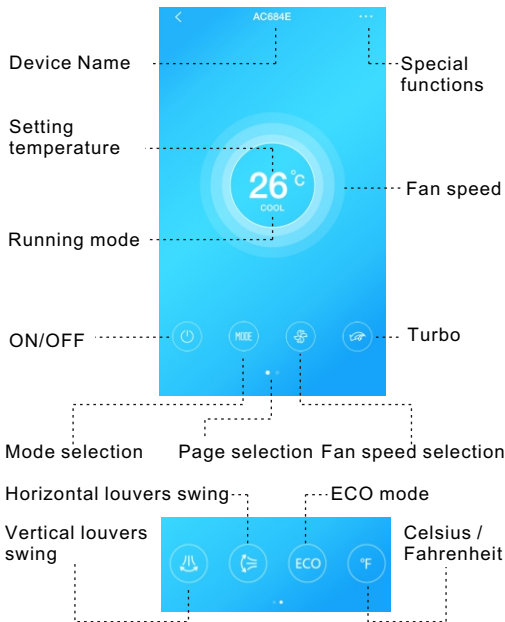 AC684E
Device Name
Special
functions
Setting
temperature
26°C
COOL
Fan speed
Running mode
ON/OFF
MODE
Turbo
Mode selection
Page selection
Fan speed selection
Horizontal louvers swing
ECO mode
Vertical louvers
swing
ECO
°F
Celsius /
Fahrenheit